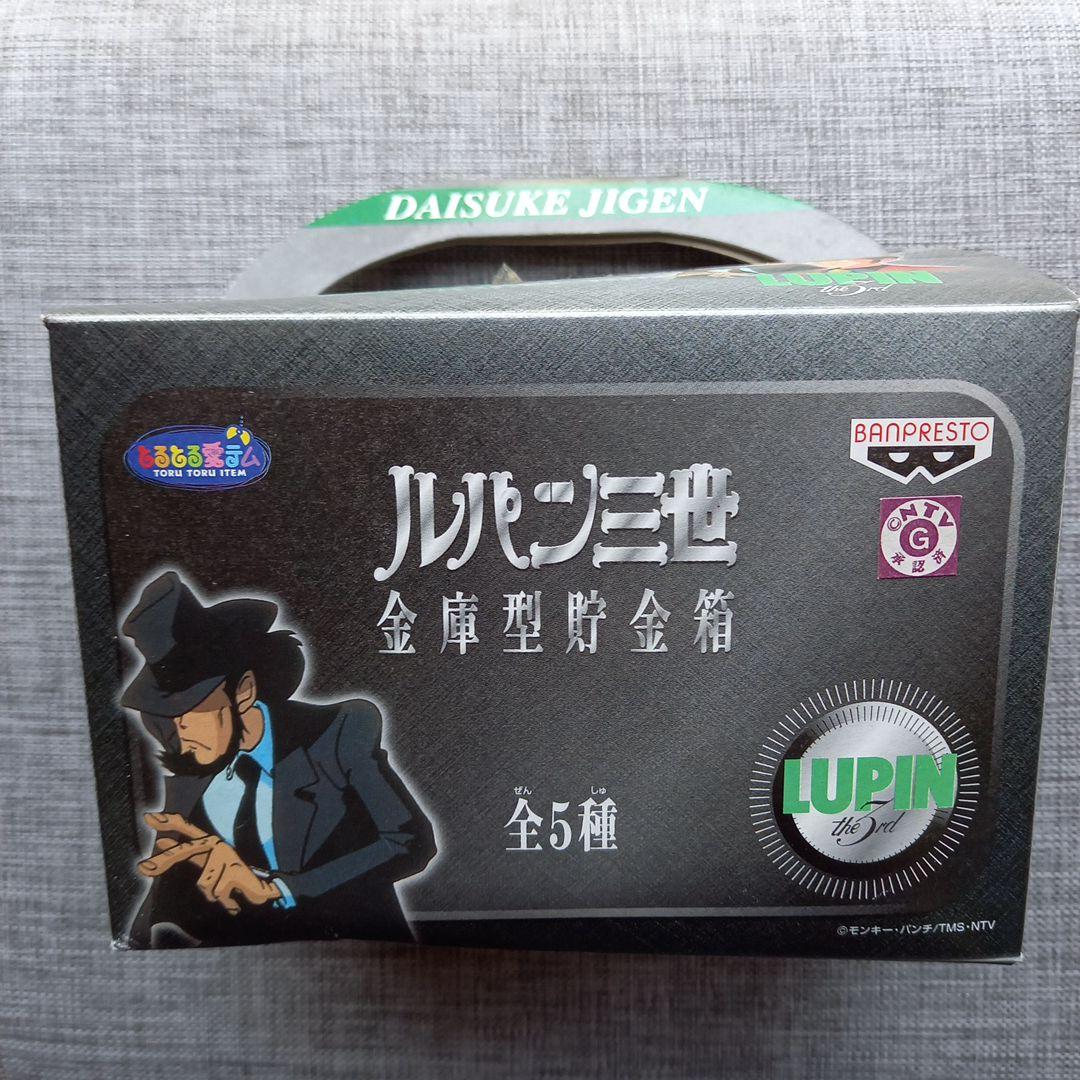 DAISUKE JIGEN
LUPIN
the 3rd
とるとる愛テム
TORU TORU ITEM
BANPRESTO
©NTV
G
承認済
ルパン三世
金庫型貯金箱
ぜん しゅ
全5種
LUPIN
the 3rd
©モンキー・パンチ/TMS・NTV